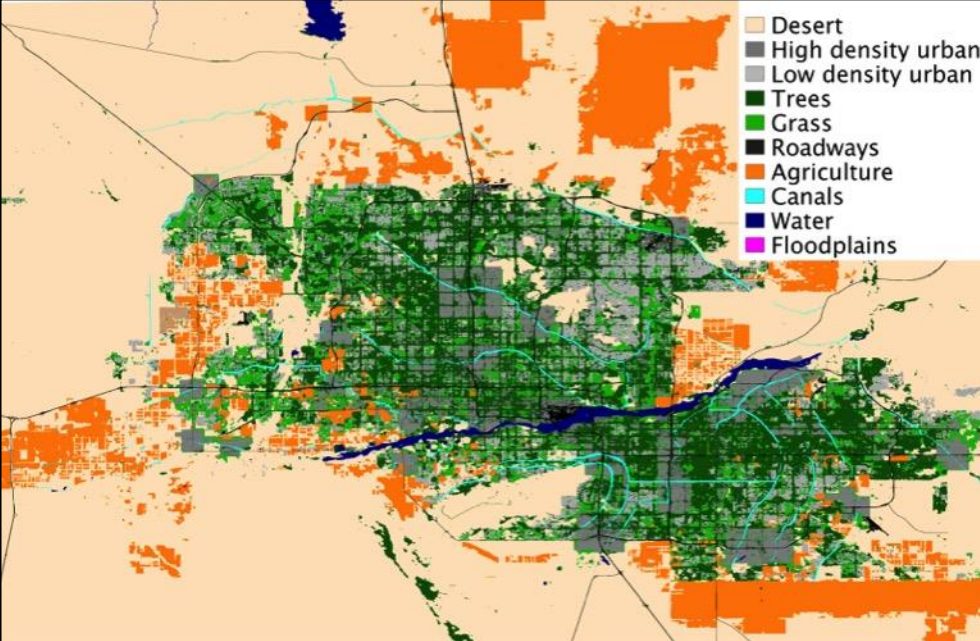 Desert
High density urban
Low density urban
Trees
Grass
Roadways
Agriculture
Canals
Water
Floodplains